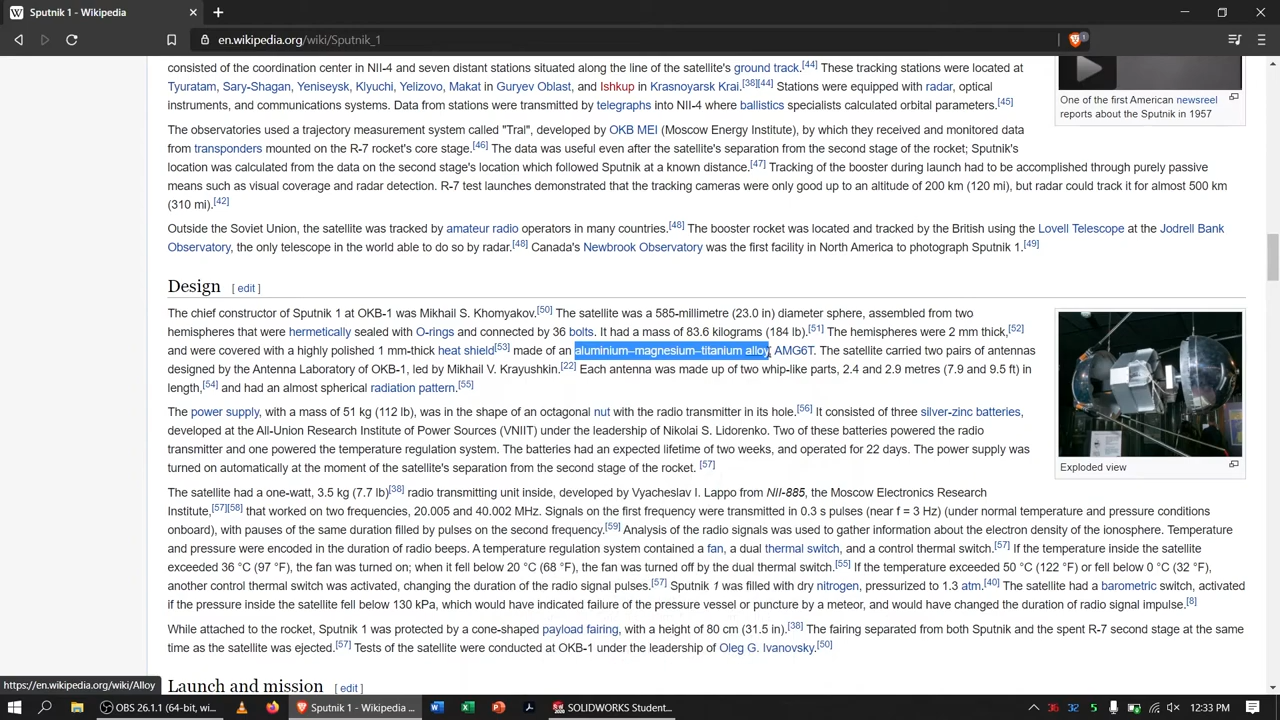 Sputnik 1 - Wikipedia
en.wikipedia.org/wiki/Sputnik_1
consisted of the coordination center in NII-4 and seven distant stations situated along the line of the satellite's ground track.[44] These tracking stations were located at
Tyuratam, Sary-Shagan, Yeniseysk, Klyuchi, Yelizovo, Makat in Guryev Oblast, and Ishkup in Krasnoyarsk Krai.[38][44] Stations were equipped with radar, optical
instruments, and communications systems. Data from stations were transmitted by telegraphs into NII-4 where ballistics specialists calculated orbital parameters.[45]
One of the first American newsreel
reports about the Sputnik in 1957
The observatories used a trajectory measurement system called "Tral", developed by OKB MEI (Moscow Energy Institute), by which they received and monitored data
from transponders mounted on the R-7 rocket's core stage.[46] The data was useful even after the satellite's separation from the second stage of the rocket; Sputnik's
location was calculated from the data on the second stage's location which followed Sputnik at a known distance.[47] Tracking of the booster during launch had to be accomplished through purely passive
means such as visual coverage and radar detection. R-7 test launches demonstrated that the tracking cameras were only good up to an altitude of 200 km (120 mi), but radar could track it for almost 500 km
(310 mi).[42]
Outside the Soviet Union, the satellite was tracked by amateur radio operators in many countries.[48] The booster rocket was located and tracked by the British using the Lovell Telescope at the Jodrell Bank
Observatory, the only telescope in the world able to do so by radar.[48] Canada's Newbrook Observatory was the first facility in North America to photograph Sputnik 1.[49]
Design [ edit ]
The chief constructor of Sputnik 1 at OKB-1 was Mikhail S. Khomyakov.[50] The satellite was a 585-millimetre (23.0 in) diameter sphere, assembled from two
hemispheres that were hermetically sealed with O-rings and connected by 36 bolts. It had a mass of 83.6 kilograms (184 lb).[51] The hemispheres were 2 mm thick,[52]
and were covered with a highly polished 1 mm-thick heat shield[53] made of an aluminium–magnesium–titanium alloy, AMG6T. The satellite carried two pairs of antennas
designed by the Antenna Laboratory of OKB-1, led by Mikhail V. Krayushkin.[22] Each antenna was made up of two whip-like parts, 2.4 and 2.9 metres (7.9 and 9.5 ft) in
length,[54] and had an almost spherical radiation pattern.[55]
The power supply, with a mass of 51 kg (112 lb), was in the shape of an octagonal nut with the radio transmitter in its hole.[56] It consisted of three silver-zinc batteries,
developed at the All-Union Research Institute of Power Sources (VNIIT) under the leadership of Nikolai S. Lidorenko. Two of these batteries powered the radio
transmitter and one powered the temperature regulation system. The batteries had an expected lifetime of two weeks, and operated for 22 days. The power supply was
turned on automatically at the moment of the satellite's separation from the second stage of the rocket. [57]
Exploded view
The satellite had a one-watt, 3.5 kg (7.7 lb)[38] radio transmitting unit inside, developed by Vyacheslav I. Lappo from NII-885, the Moscow Electronics Research
Institute,[57][58] that worked on two frequencies, 20.005 and 40.002 MHz. Signals on the first frequency were transmitted in 0.3 s pulses (near f = 3 Hz) (under normal temperature and pressure conditions
onboard), with pauses of the same duration filled by pulses on the second frequency.[59] Analysis of the radio signals was used to gather information about the electron density of the ionosphere. Temperature
and pressure were encoded in the duration of radio beeps. A temperature regulation system contained a fan, a dual thermal switch, and a control thermal switch.[57] If the temperature inside the satellite
exceeded 36 °C (97 °F), the fan was turned on; when it fell below 20 °C (68 °F), the fan was turned off by the dual thermal switch.[55] If the temperature exceeded 50 °C (122 °F) or fell below 0 °C (32 °F),
another control thermal switch was activated, changing the duration of the radio signal pulses.[57] Sputnik 1 was filled with dry nitrogen, pressurized to 1.3 atm.[40] The satellite had a barometric switch, activated
if the pressure inside the satellite fell below 130 kPa, which would have indicated failure of the pressure vessel or puncture by a meteor, and would have changed the duration of radio signal impulse.[8]
While attached to the rocket, Sputnik 1 was protected by a cone-shaped payload fairing, with a height of 80 cm (31.5 in).[38] The fairing separated from both Sputnik and the spent R-7 second stage at the same
time as the satellite was ejected.[57] Tests of the satellite were conducted at OKB-1 under the leadership of Oleg G. Ivanovsky.[50]
Launch and mission [ edit ]
https://en.wikipedia.org/wiki/Alloy
OBS 26.1.1 (64-bit, wi...
Sputnik 1 - Wikipedia ...
SOLIDWORKS Student...
36 32 5
12:33 PM